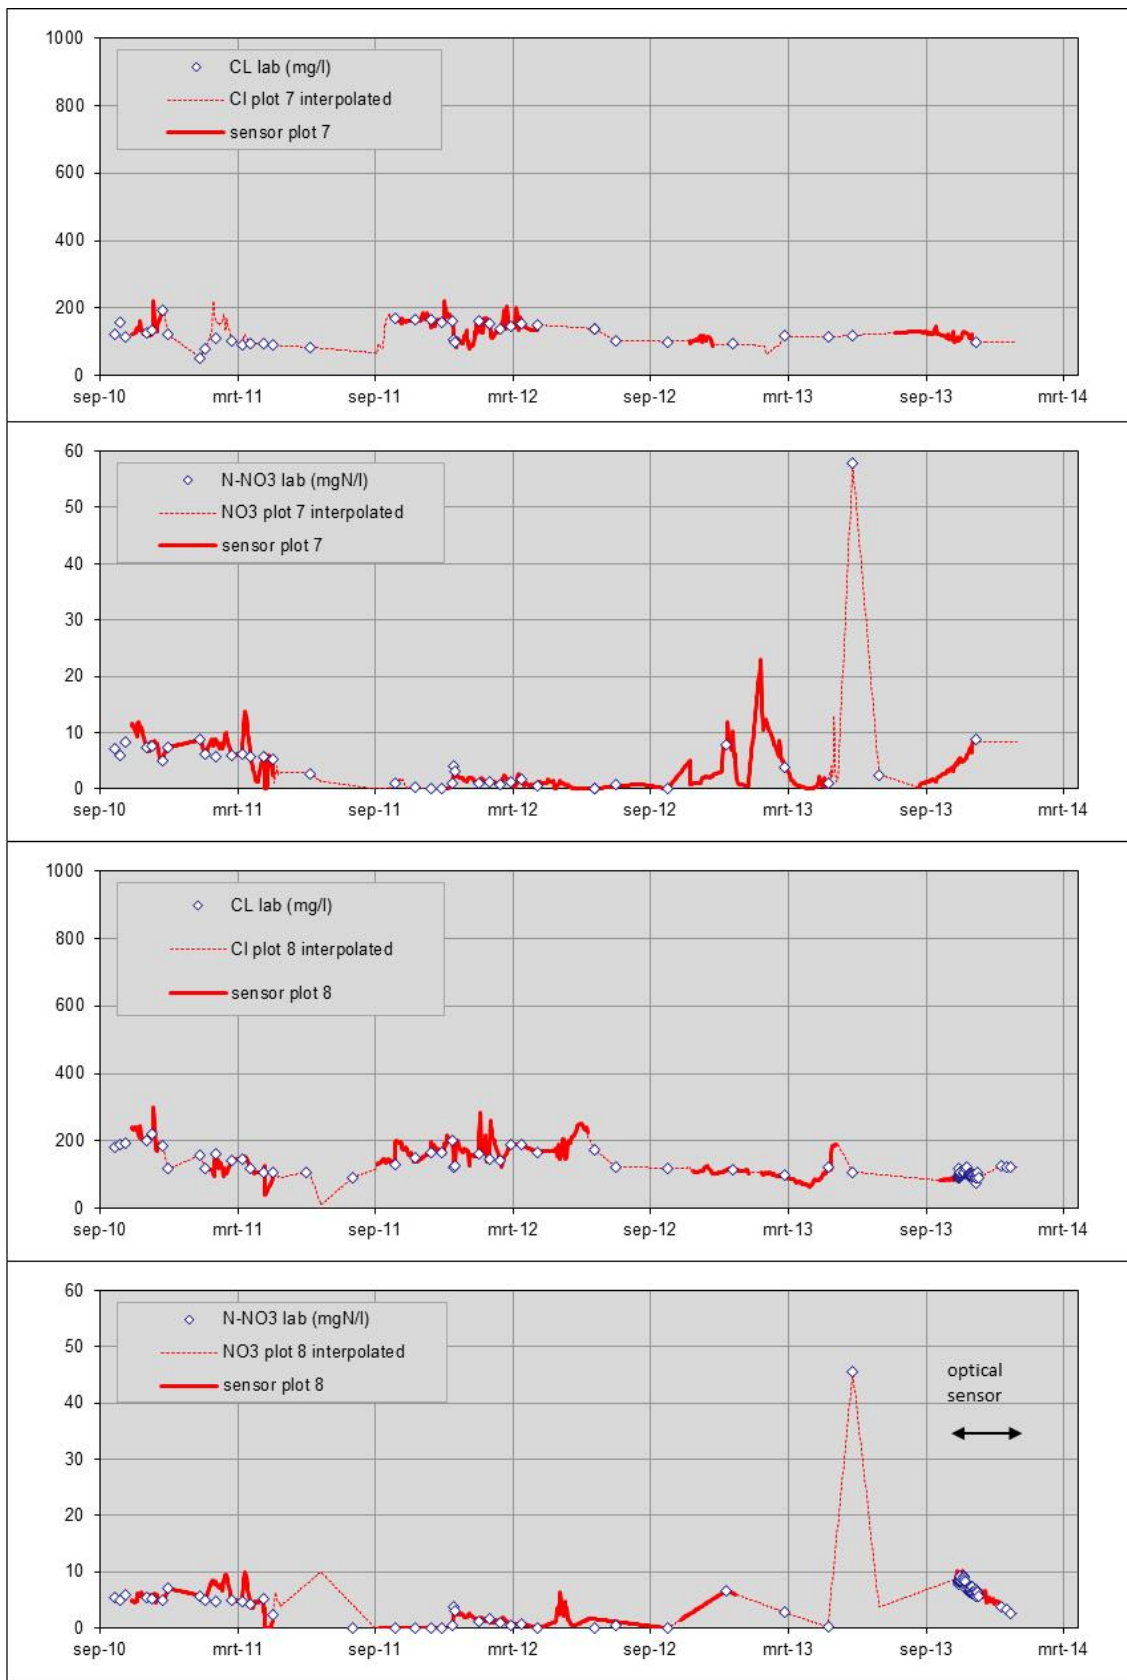 1000
CL lab (mg/l)
Cl plot 7 interpolated
sensor plot 7
800
600
400
200
0
sep-10 mrt-11 sep-11 mrt-12 sep-12 mrt-13 sep-13 mrt-14
60
N-NO3 lab (mgN/l)
NO3 plot 7 interpolated
sensor plot 7
50
40
30
20
10
0
sep-10 mrt-11 sep-11 mrt-12 sep-12 mrt-13 sep-13 mrt-14
1000
CL lab (mg/l)
Cl plot 8 interpolated
sensor plot 8
800
600
400
200
0
sep-10 mrt-11 sep-11 mrt-12 sep-12 mrt-13 sep-13 mrt-14
60
N-NO3 lab (mgN/l)
NO3 plot 8 interpolated
sensor plot 8
50
40
optical
sensor
30
20
10
0
sep-10 mrt-11 sep-11 mrt-12 sep-12 mrt-13 sep-13 mrt-14